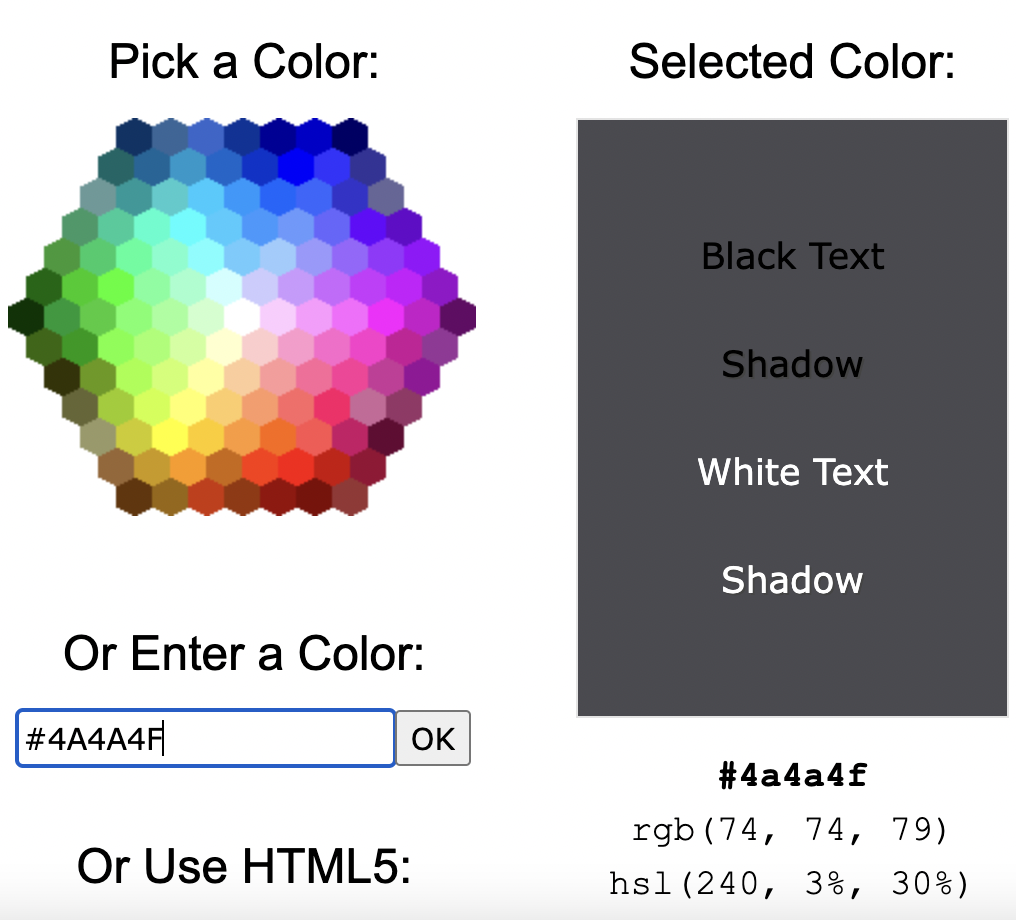 Pick a Color:
Or Enter a Color:
#4A4A4F
OK
Or Use HTML5:
Selected Color:
Black Text
Shadow
White Text
Shadow
#4a4a4f
rgb(74, 74, 79)
hsl(240, 3%, 30%)